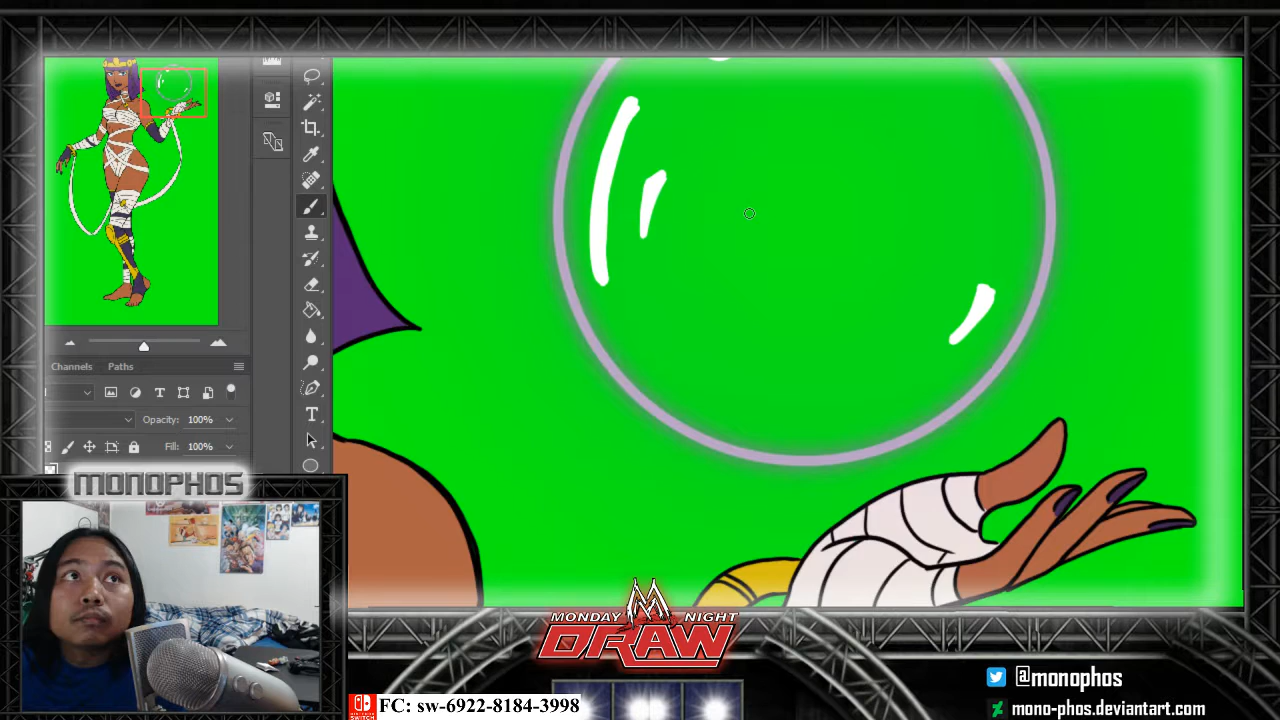 Channels Paths
T
Opacity: 100%
Fill: 100%
T
MONOPHOS
MONDAY NIGHT
DRAW
FC: sw-6922-8184-3998
@monophos
mono-phos.deviantart.com